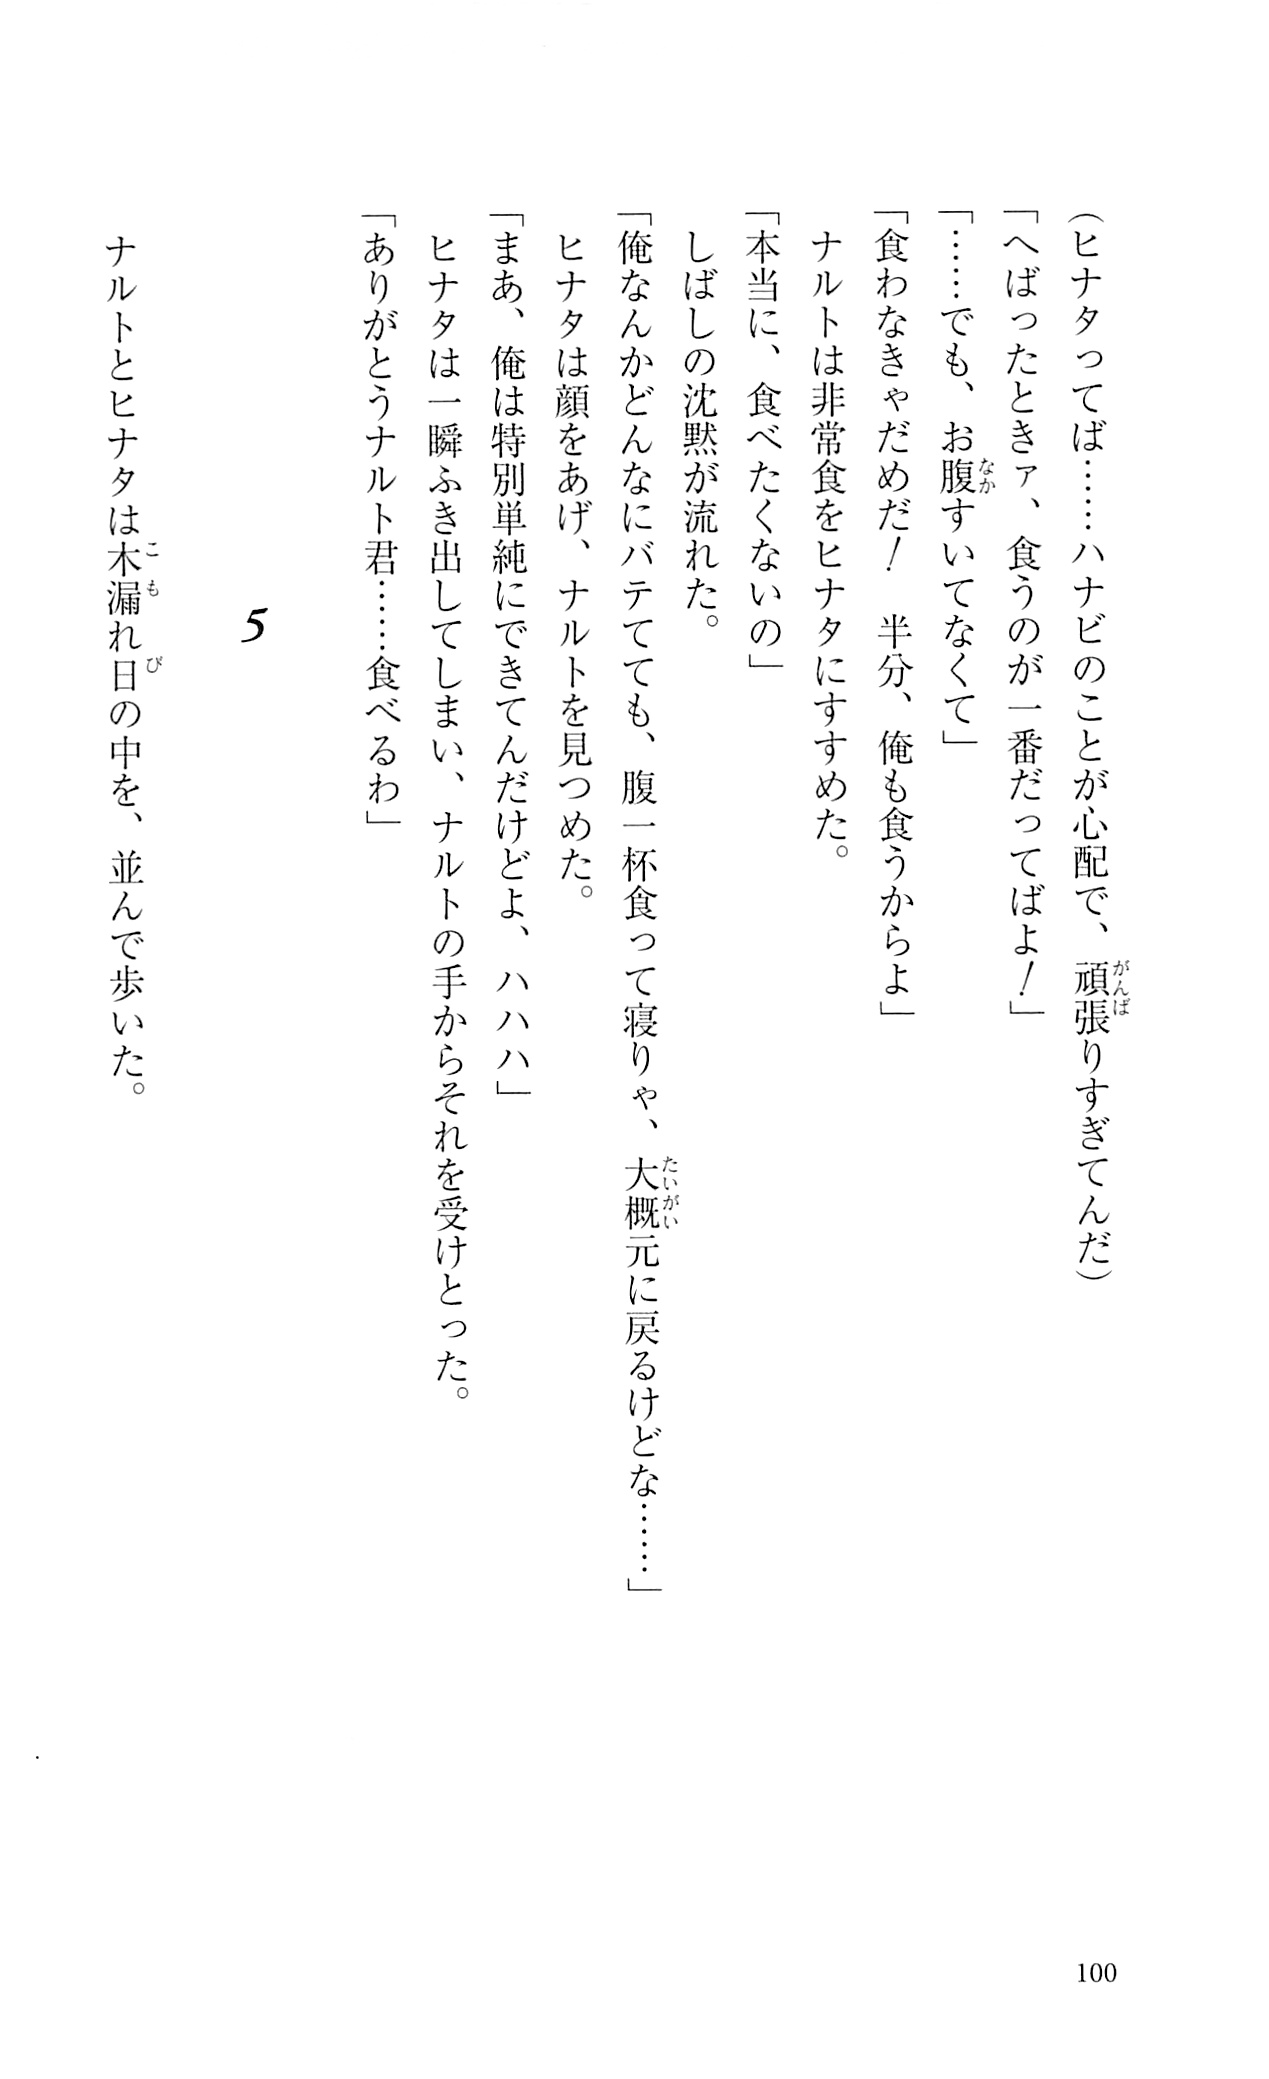 （ヒナタってば……ハナビのことが心配で、頑張りすぎてんだ）
「へばったときァ、食うのが一番だってばよ！」
「……でも、お腹すいてなくて」
「食わなきゃだめだ！　半分、俺も食うからよ」
ナルトは非常食をヒナタにすすめた。
「本当に、食べたくないの」
しばしの沈黙が流れた。
「俺なんかどんなにバテてても、腹一杯食って寝りゃ、大概元に戻るけどな……」
ヒナタは顔をあげ、ナルトを見つめた。
「まあ、俺は特別単純にできてんだけどよ、ハハハ」
ヒナタは一瞬ふき出してしまい、ナルトの手からそれを受けとった。
「ありがとうナルト君……食べるわ」
5
ナルトとヒナタは木漏れ日の中を、並んで歩いた。
100